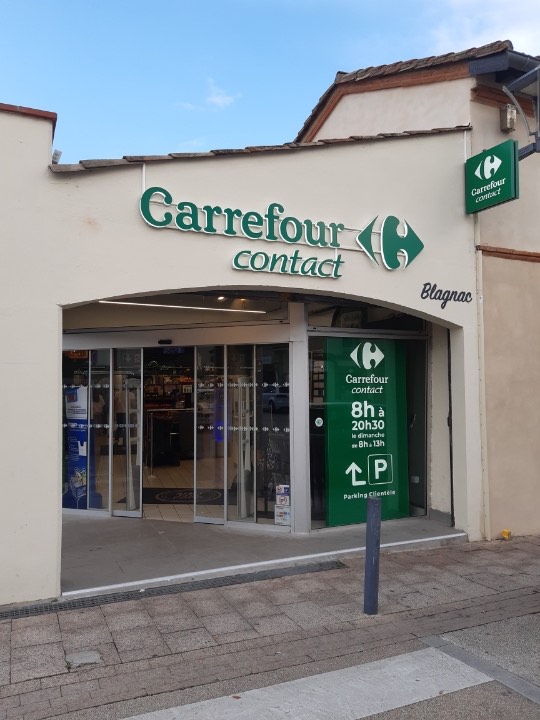 Carrefour
contact
Carrefour
contact
Blagnac
Carrefour
contact
8h à
20h30
le dimanche
de 8h à 13h
P
Parking Clientèle